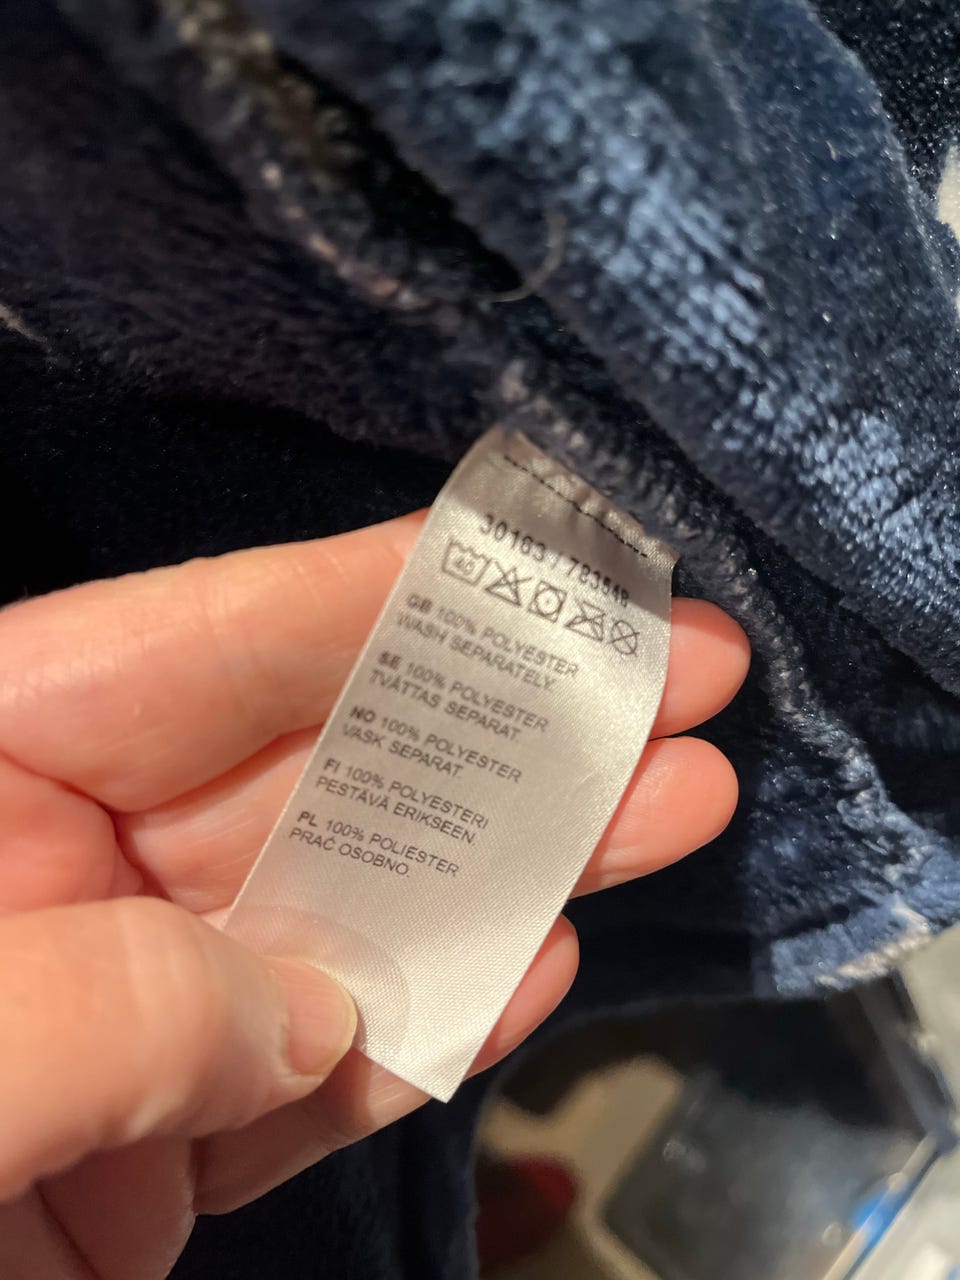 30163 / 783548
40
GB 100% POLYESTER
WASH SEPARATELY.
SE 100% POLYESTER
TVÄTTAS SEPARAT.
NO 100% POLYESTER
VASK SEPARAT.
FI 100% POLYESTERI
PESTÄVÄ ERIKSEEN.
PL 100% POLIESTER
PRAĆ OSOBNO.